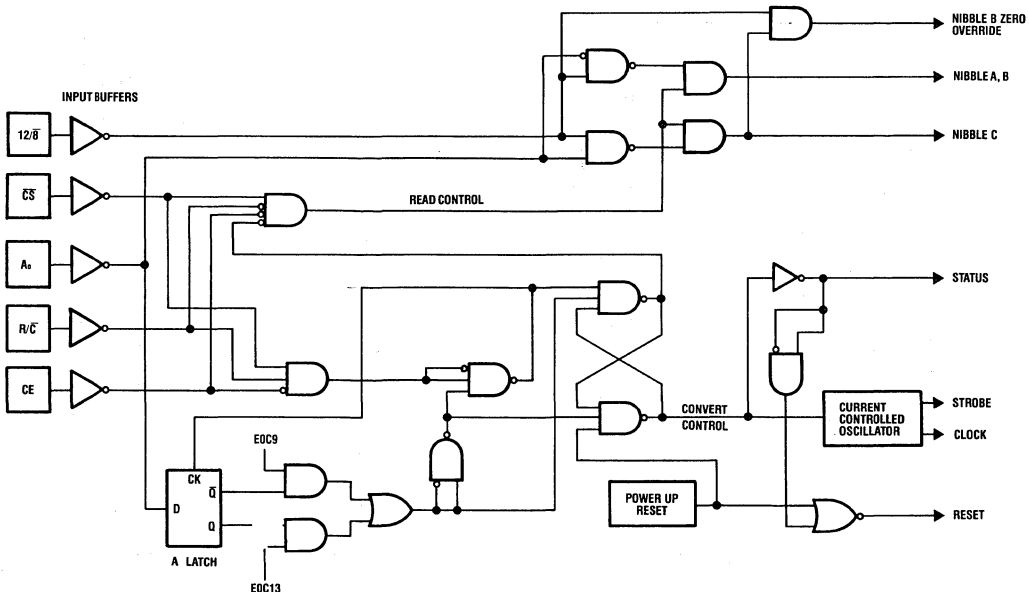 NIBBLE B ZERO
OVERRIDE
NIBBLE A, B
INPUT BUFFERS
12/8̅
NIBBLE C
C̅S̅
READ CONTROL
A₀
STATUS
R/C̅
CE
CONVERT
CONTROL
CURRENT
CONTROLLED
OSCILLATOR
STROBE
CLOCK
EOC9
CK
Q̅
D
Q
POWER UP
RESET
RESET
A LATCH
EOC13